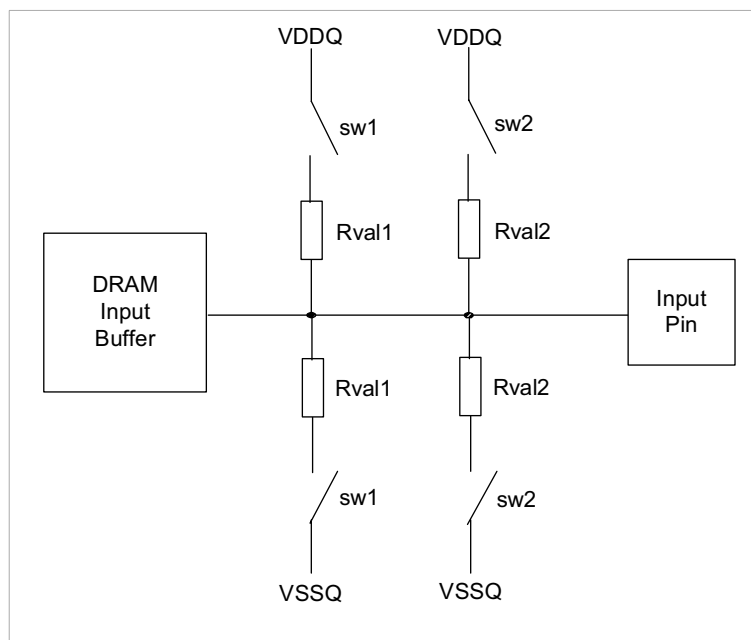 VDDQ
VDDQ
sw1
sw2
Rval1
Rval2
DRAM
Input
Buffer
Input
Pin
Rval1
Rval2
sw1
sw2
VSSQ
VSSQ